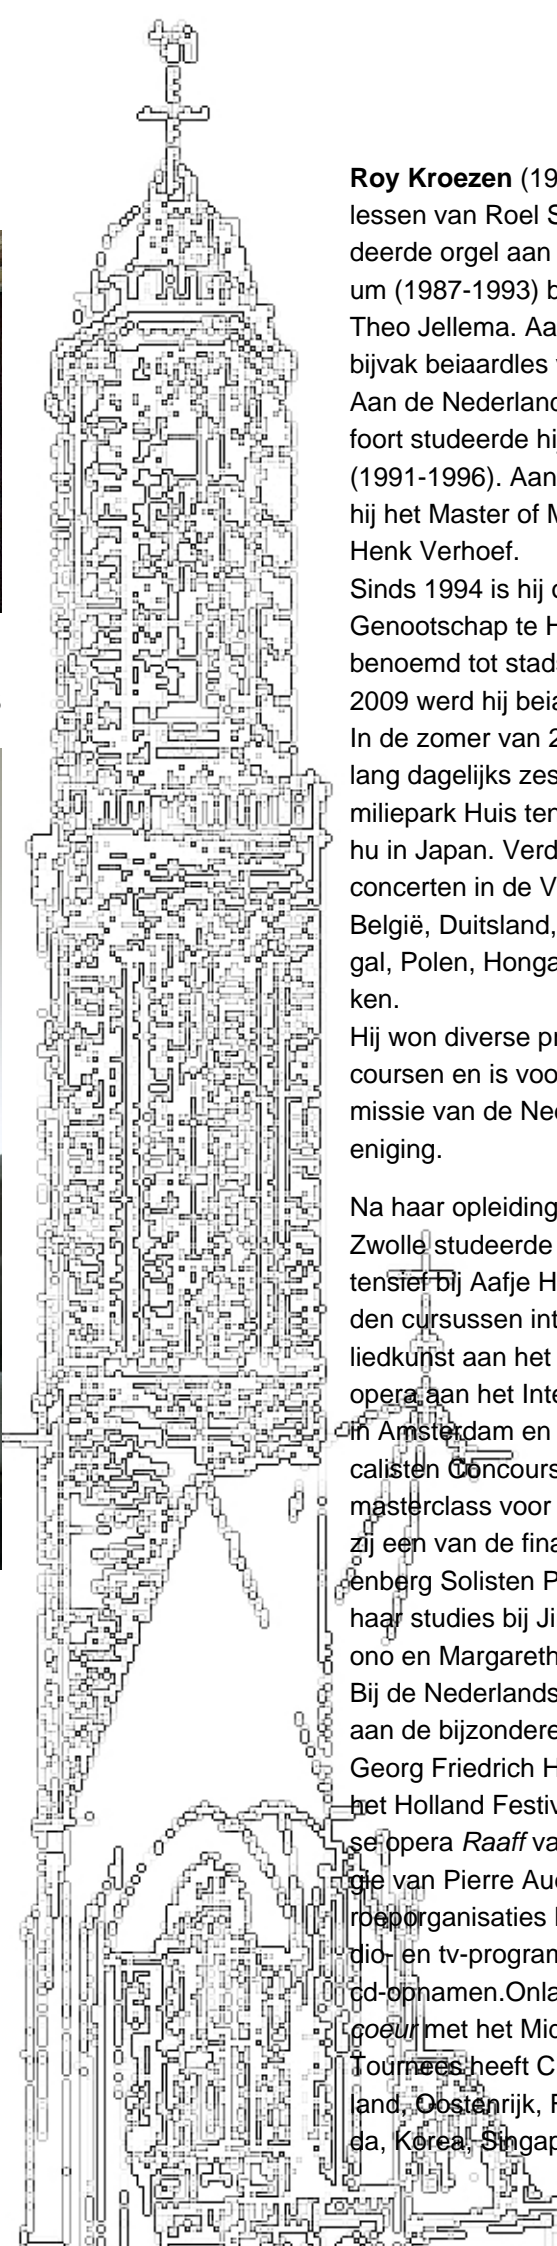 Roy Kroezen (19
lessen van Roel S
deerde orgel aan
um (1987-1993) b
Theo Jellema. Aa
bijvak beiaardles v
Aan de Nederland
foort studeerde hij
(1991-1996). Aan
hij het Master of M
Henk Verhoef.
Sinds 1994 is hij o
Genootschap te H
benoemd tot stads
2009 werd hij beia
In de zomer van 2
lang dagelijks zes
miliepark Huis ten
hu in Japan. Verd
concerten in de V
België, Duitsland,
gal, Polen, Honga
ken.
Hij won diverse pr
coursen en is voo
missie van de Ned
eniging.
Na haar opleiding
Zwolle studeerde
tensief bij Aafje H
den cursussen int
liedkunst aan het
opera aan het Inte
in Amsterdam en
calisten Concours
masterclass voor
zij een van de fina
enberg Solisten P
haar studies bij Ji
ono en Margareth
Bij de Nederlands
aan de bijzondere
Georg Friedrich H
het Holland Festiv
se opera Raaff va
gie van Pierre Aud
roeporganisaties
dio- en tv-program
cd-opnamen.Onla
coeur met het Mid
Tournees heeft C
land, Oostenrijk, F
da, Korea, Singap